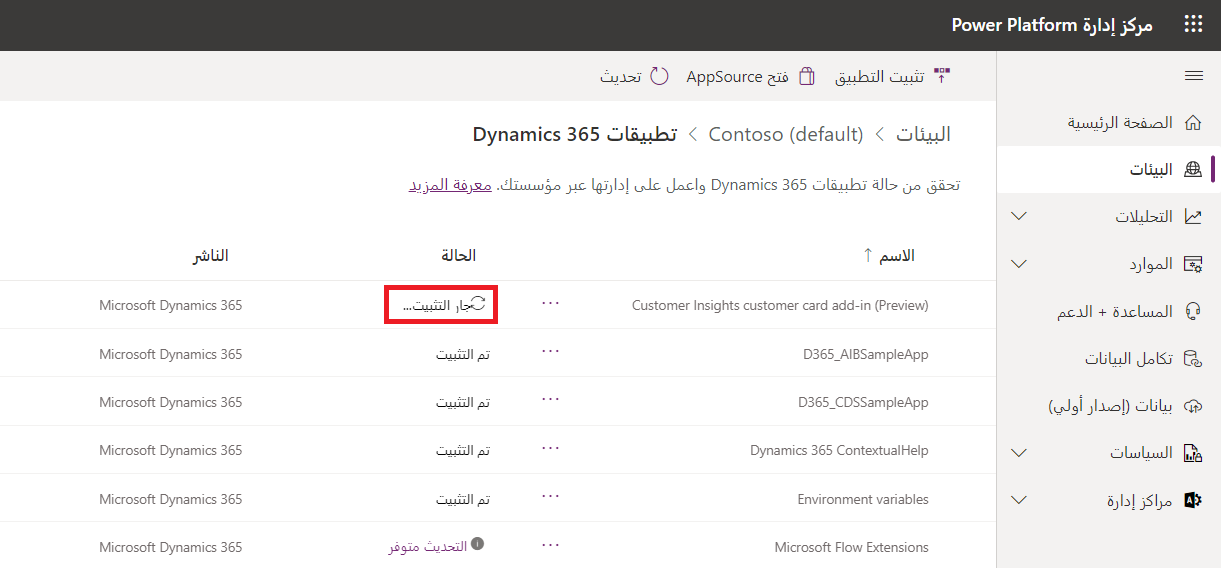 مركز إدارة Power Platform
تثبيت التطبيق
فتح AppSource
تحديث
الصفحة الرئيسية
البيئات
التحليلات
الموارد
المساعدة + الدعم
تكامل البيانات
بيانات (إصدار أولي)
السياسات
مراكز إدارة
البيئات > Contoso (default) > تطبيقات Dynamics 365
تحقق من حالة تطبيقات Dynamics 365 واعمل على إدارتها عبر مؤسستك. معرفة المزيد
الاسم ↑ الحالة الناشر
Customer Insights customer card add-in (Preview) ... جار التثبيت... Microsoft Dynamics 365
D365_AIBSampleApp ... تم التثبيت Microsoft Dynamics 365
D365_CDSSampleApp ... تم التثبيت Microsoft Dynamics 365
Dynamics 365 ContextualHelp ... تم التثبيت Microsoft Dynamics 365
Environment variables ... تم التثبيت Microsoft Dynamics 365
Microsoft Flow Extensions ... التحديث متوفر Microsoft Dynamics 365